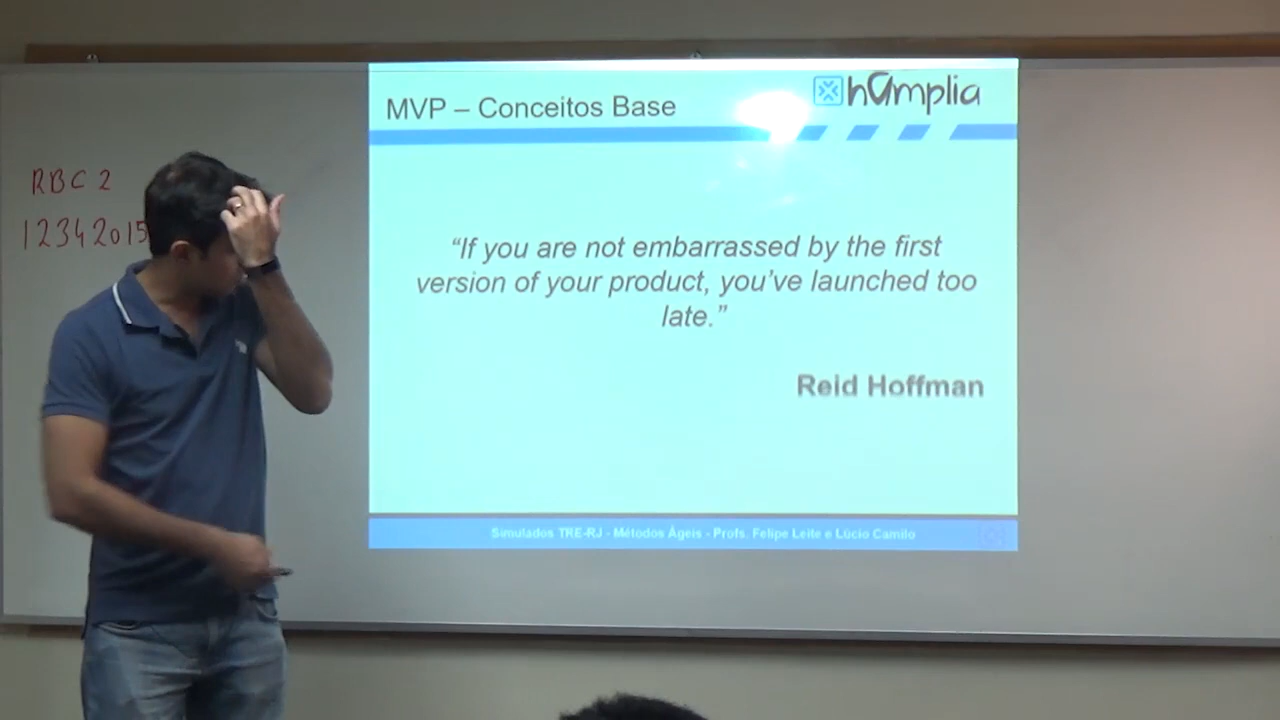 RBC 2
12342015
MVP – Conceitos Base
hamplia
“If you are not embarrassed by the first
version of your product, you’ve launched too
late.”
Reid Hoffman
Simulados TRE-RJ - Métodos Ágeis - Profs. Felipe Leite e Lúcio Camilo